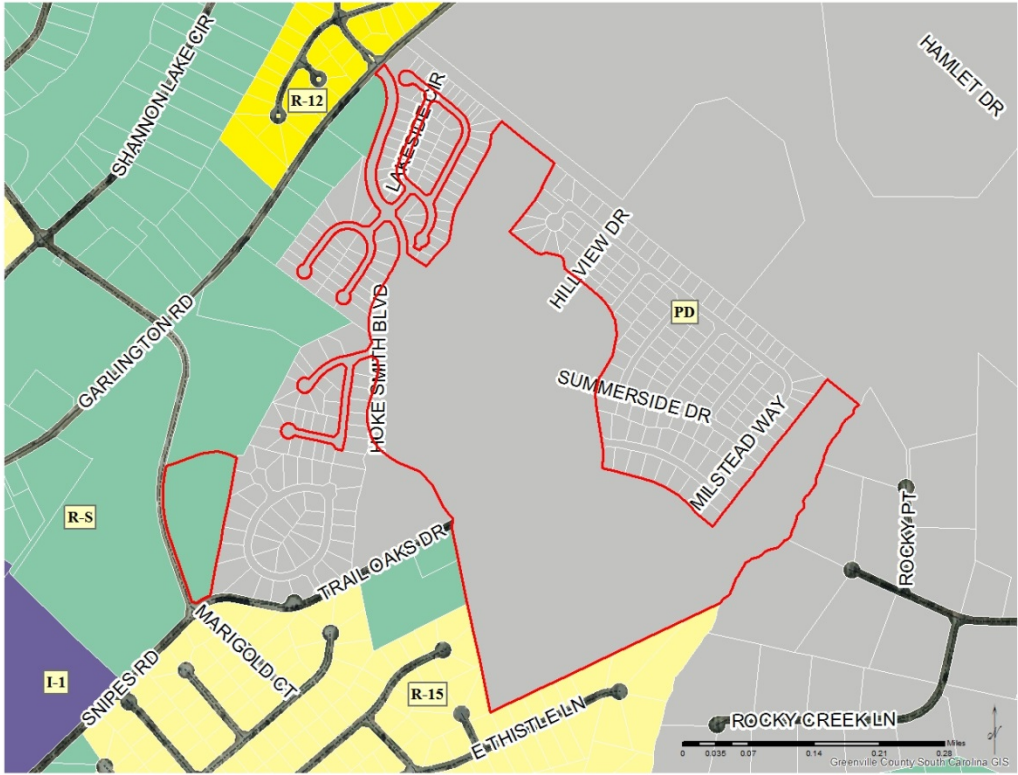 HAMLET DR
SHANNON LAKE CIR
R-12
LAKESIDE CIR
HILLVIEW DR
PD
GARLINGTON RD
HOKE SMITH BLVD
SUMMERSIDE DR
MILSTEAD WAY
R-S
ROCKY PT
TRAIL OAKS DR
MARIGOLD CT
I-1
SNIPES RD
R-15
E THISTLE LN
ROCKY CREEK LN
N
Miles
0 0.035 0.07 0.14 0.21 0.28
Greenville County South Carolina GIS